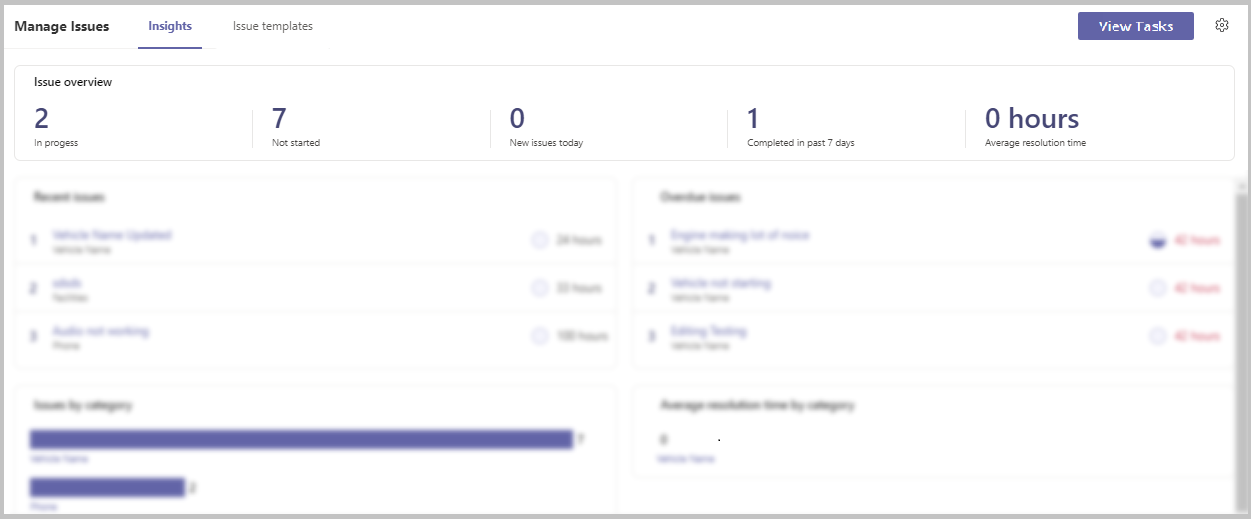 Manage Issues Insights Issue templates View Tasks
Issue overview
2 7 0 1 0 hours
In progess Not started New issues today Completed in past 7 days Average resolution time
Recent issues Overdue issues
1 Vehicle Name Updated 24 hours 1 Engine making lot of noice 42 hours
Vehicle Name Vehicle Name
2 33 hours 2 Vehicle not starting 42 hours
Facilities Vehicle Name
3 Audio not working 100 hours 3 Editing Testing 42 hours
Phone Vehicle Name
Issues by category Average resolution time by category
7 0
Vehicle Name Vehicle Name
2
Phone